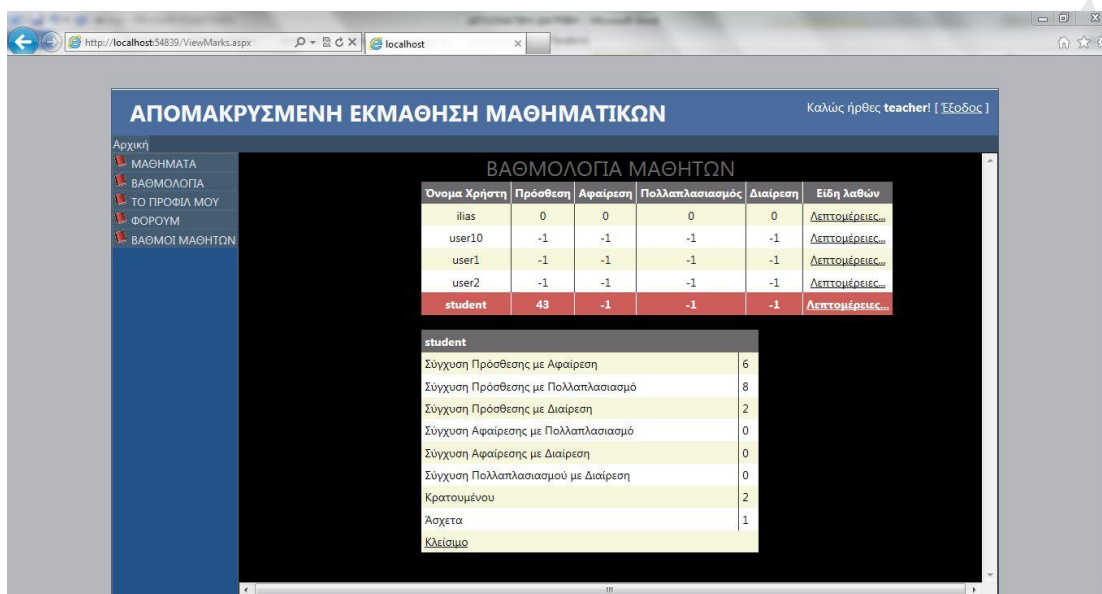 http://localhost:54839/ViewMarks.aspx
localhost
ΑΠΟΜΑΚΡΥΣΜΕΝΗ ΕΚΜΑΘΗΣΗ ΜΑΘΗΜΑΤΙΚΩΝ
Καλώς ήρθες teacher! [ Έξοδος ]
Αρχική
ΜΑΘΗΜΑΤΑ
ΒΑΘΜΟΛΟΓΙΑ
ΤΟ ΠΡΟΦΙΛ ΜΟΥ
ΦΟΡΟΥΜ
ΒΑΘΜΟΙ ΜΑΘΗΤΩΝ
ΒΑΘΜΟΛΟΓΙΑ ΜΑΘΗΤΩΝ
Όνομα Χρήστη Πρόσθεση Αφαίρεση Πολλαπλασιασμός Διαίρεση Είδη λαθών
ilias 0 0 0 0 Λεπτομέρειες...
user10 -1 -1 -1 -1 Λεπτομέρειες...
user1 -1 -1 -1 -1 Λεπτομέρειες...
user2 -1 -1 -1 -1 Λεπτομέρειες...
student 43 -1 -1 -1 Λεπτομέρειες...
student
Σύγχυση Πρόσθεσης με Αφαίρεση 6
Σύγχυση Πρόσθεσης με Πολλαπλασιασμό 8
Σύγχυση Πρόσθεσης με Διαίρεση 2
Σύγχυση Αφαίρεσης με Πολλαπλασιασμό 0
Σύγχυση Αφαίρεσης με Διαίρεση 0
Σύγχυση Πολλαπλασιασμού με Διαίρεση 0
Κρατουμένου 2
Άσχετα 1
Κλείσιμο